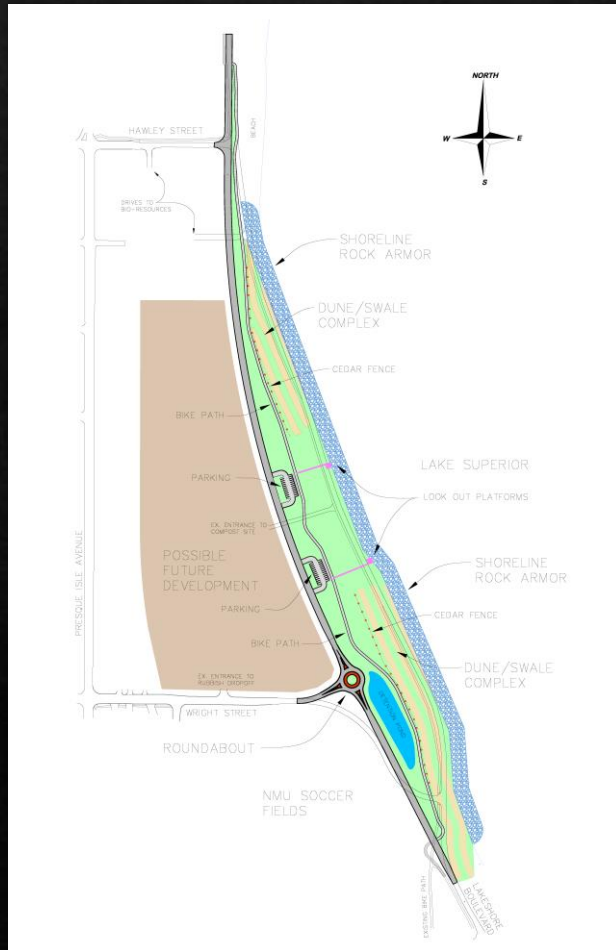 NORTH
W
E
S
HAWLEY STREET
BEACH
DRIVES TO
BIO-RESOURCES
SHORELINE
ROCK ARMOR
DUNE/SWALE
COMPLEX
CEDAR FENCE
BIKE PATH
LAKE SUPERIOR
PARKING
LOOK OUT PLATFORMS
EX. ENTRANCE TO
COMPOST SITE
POSSIBLE
FUTURE
DEVELOPMENT
SHORELINE
ROCK ARMOR
PARKING
CEDAR FENCE
PRESQUE ISLE AVENUE
BIKE PATH
DUNE/SWALE
COMPLEX
EX. ENTRANCE TO
RUBBISH DROPOFF
WRIGHT STREET
DETENTION POND
ROUNDABOUT
NMU SOCCER
FIELDS
EXISTING BIKE PATH
LAKESHORE
BOULEVARD